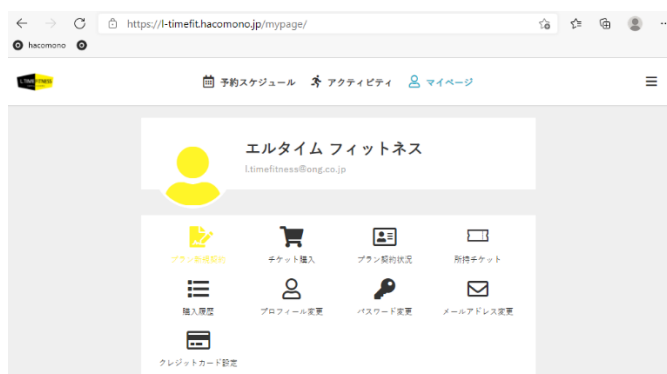 https://l-timefit.hacomono.jp/mypage/
hacomono
L.TIME FITNESS
予約スケジュール アクティビティ マイページ
エルタイム フィットネス
l.timefitness@ong.co.jp
プラン新規契約 チケット購入 プラン契約状況 所持チケット
購入履歴 プロフィール変更 パスワード変更 メールアドレス変更
クレジットカード設定